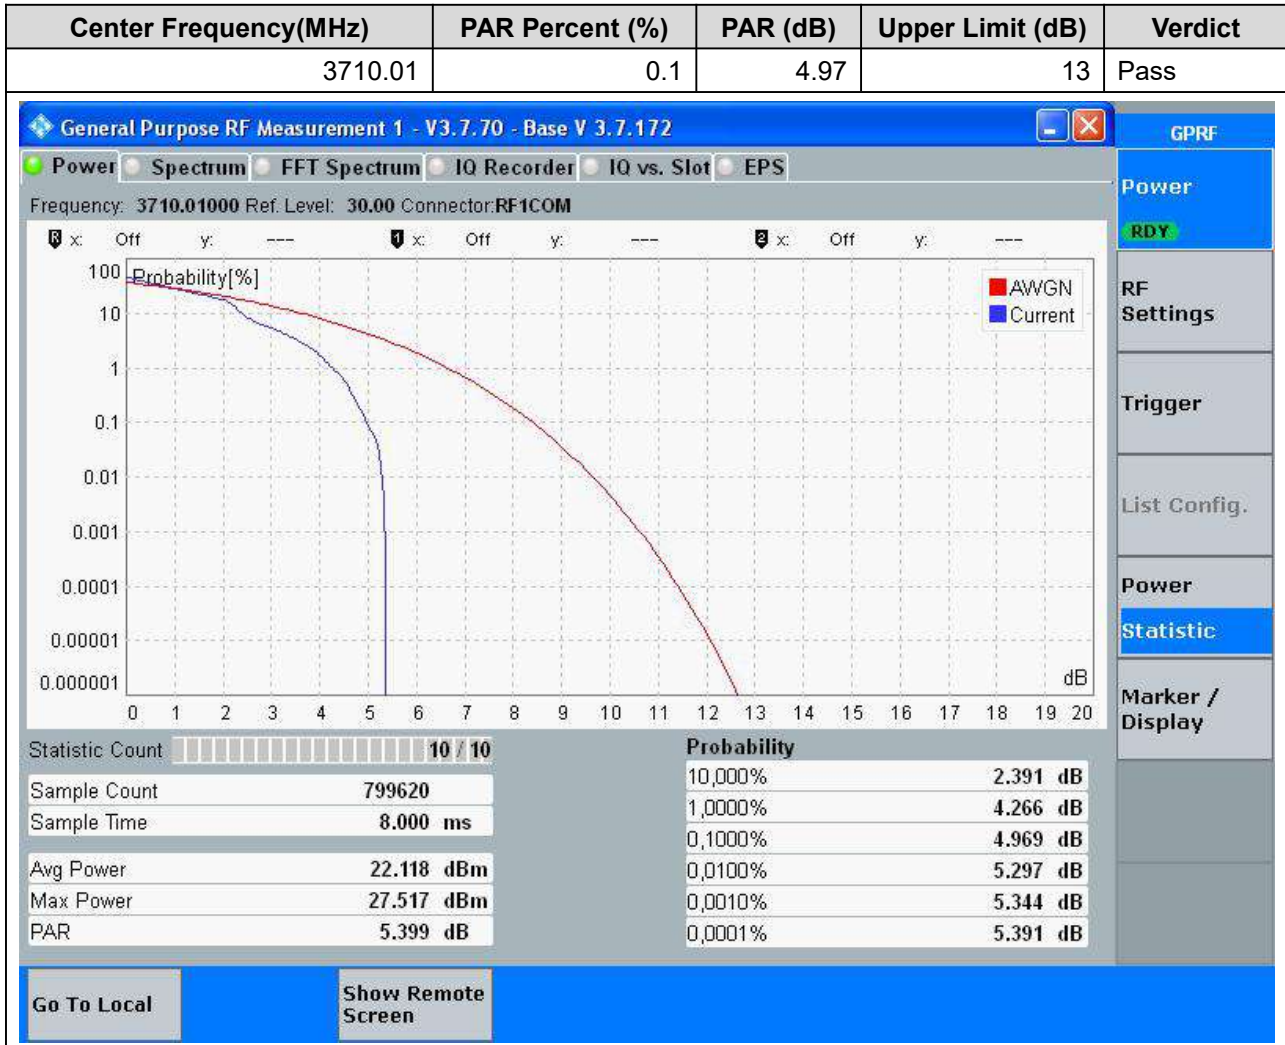 Center Frequency(MHz) PAR Percent (%) PAR (dB) Upper Limit (dB) Verdict
3710.01 0.1 4.97 13 Pass
General Purpose RF Measurement 1 - V3.7.70 - Base V 3.7.172
GPRF
Power Spectrum FFT Spectrum IQ Recorder IQ vs. Slot EPS
Frequency: 3710.01000 Ref. Level: 30.00 Connector:RF1COM
R x: Off y: --- 1 x: Off y: --- 2 x: Off y: ---
Probability[%]
AWGN
Current
100
10
1
0.1
0.01
0.001
0.0001
0.00001
0.000001
dB
0 1 2 3 4 5 6 7 8 9 10 11 12 13 14 15 16 17 18 19 20
Statistic Count 10 / 10
Sample Count 799620
Sample Time 8.000 ms
Avg Power 22.118 dBm
Max Power 27.517 dBm
PAR 5.399 dB
Probability
10,000% 2.391 dB
1,0000% 4.266 dB
0,1000% 4.969 dB
0,0100% 5.297 dB
0,0010% 5.344 dB
0,0001% 5.391 dB
Power
RDY
RF
Settings
Trigger
List Config.
Power
Statistic
Marker /
Display
Go To Local
Show Remote
Screen